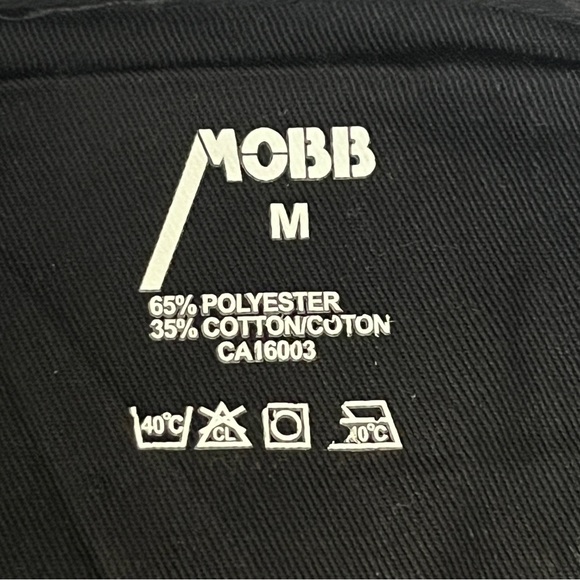 MOBB
M
65% POLYESTER
35% COTTON/COTON
CA16003
40°C CL 40°C